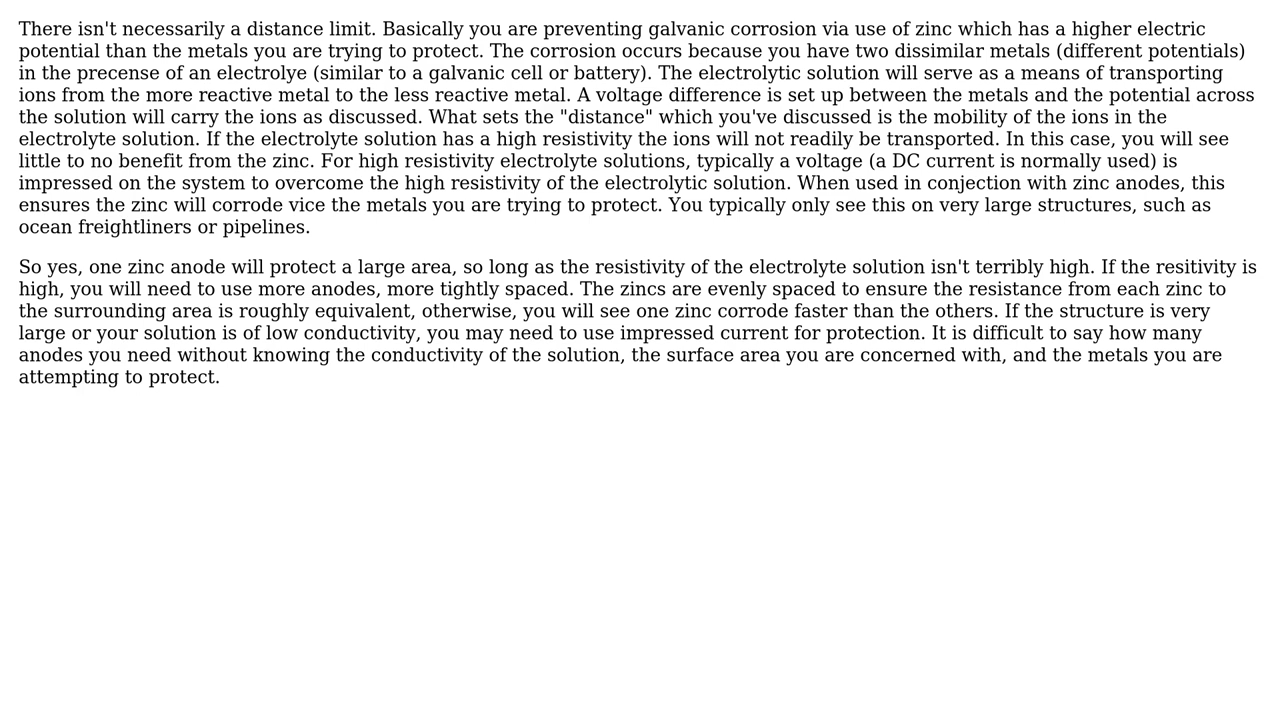 There isn't necessarily a distance limit. Basically you are preventing galvanic corrosion via use of zinc which has a higher electric
potential than the metals you are trying to protect. The corrosion occurs because you have two dissimilar metals (different potentials)
in the precense of an electrolye (similar to a galvanic cell or battery). The electrolytic solution will serve as a means of transporting
ions from the more reactive metal to the less reactive metal. A voltage difference is set up between the metals and the potential across
the solution will carry the ions as discussed. What sets the "distance" which you've discussed is the mobility of the ions in the
electrolyte solution. If the electrolyte solution has a high resistivity the ions will not readily be transported. In this case, you will see
little to no benefit from the zinc. For high resistivity electrolyte solutions, typically a voltage (a DC current is normally used) is
impressed on the system to overcome the high resistivity of the electrolytic solution. When used in conjection with zinc anodes, this
ensures the zinc will corrode vice the metals you are trying to protect. You typically only see this on very large structures, such as
ocean freightliners or pipelines.
So yes, one zinc anode will protect a large area, so long as the resistivity of the electrolyte solution isn't terribly high. If the resitivity is
high, you will need to use more anodes, more tightly spaced. The zincs are evenly spaced to ensure the resistance from each zinc to
the surrounding area is roughly equivalent, otherwise, you will see one zinc corrode faster than the others. If the structure is very
large or your solution is of low conductivity, you may need to use impressed current for protection. It is difficult to say how many
anodes you need without knowing the conductivity of the solution, the surface area you are concerned with, and the metals you are
attempting to protect.